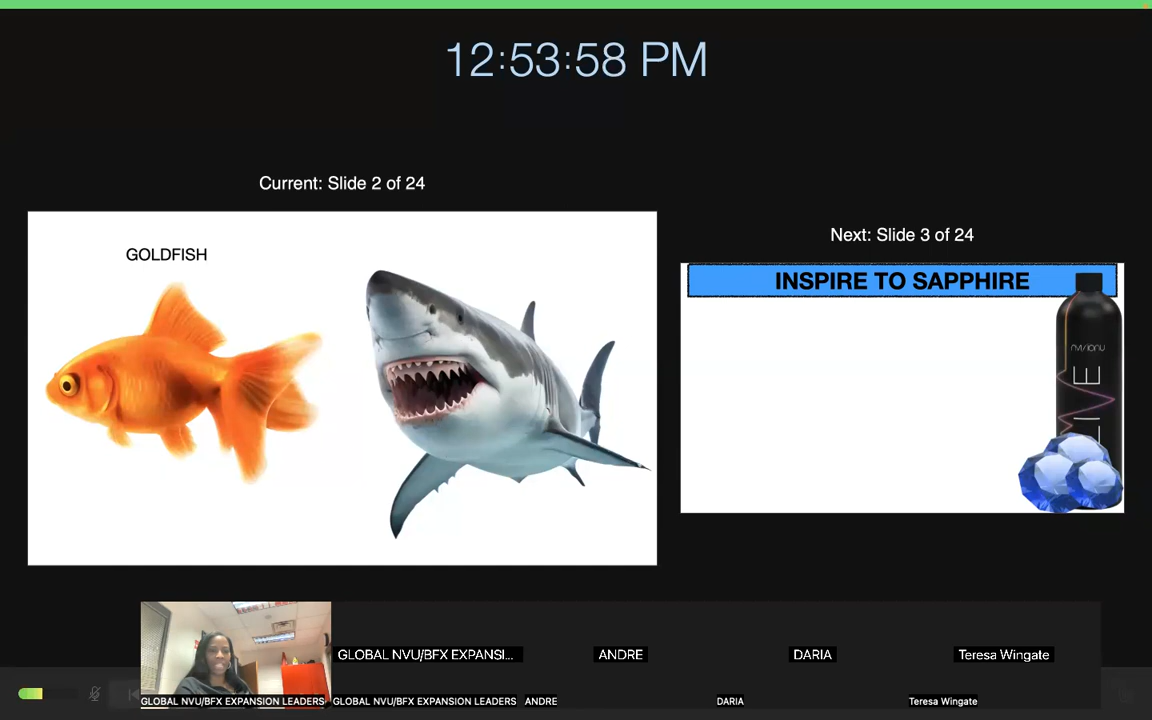 12:53:58 PM
Current: Slide 2 of 24
Next: Slide 3 of 24
GOLDFISH
INSPIRE TO SAPPHIRE
LIVE
GLOBAL NVU/BFX EXPANSI...
ANDRE
DARIA
Teresa Wingate
GLOBAL NVU/BFX EXPANSION LEADERS
GLOBAL NVU/BFX EXPANSION LEADERS
ANDRE
DARIA
Teresa Wingate